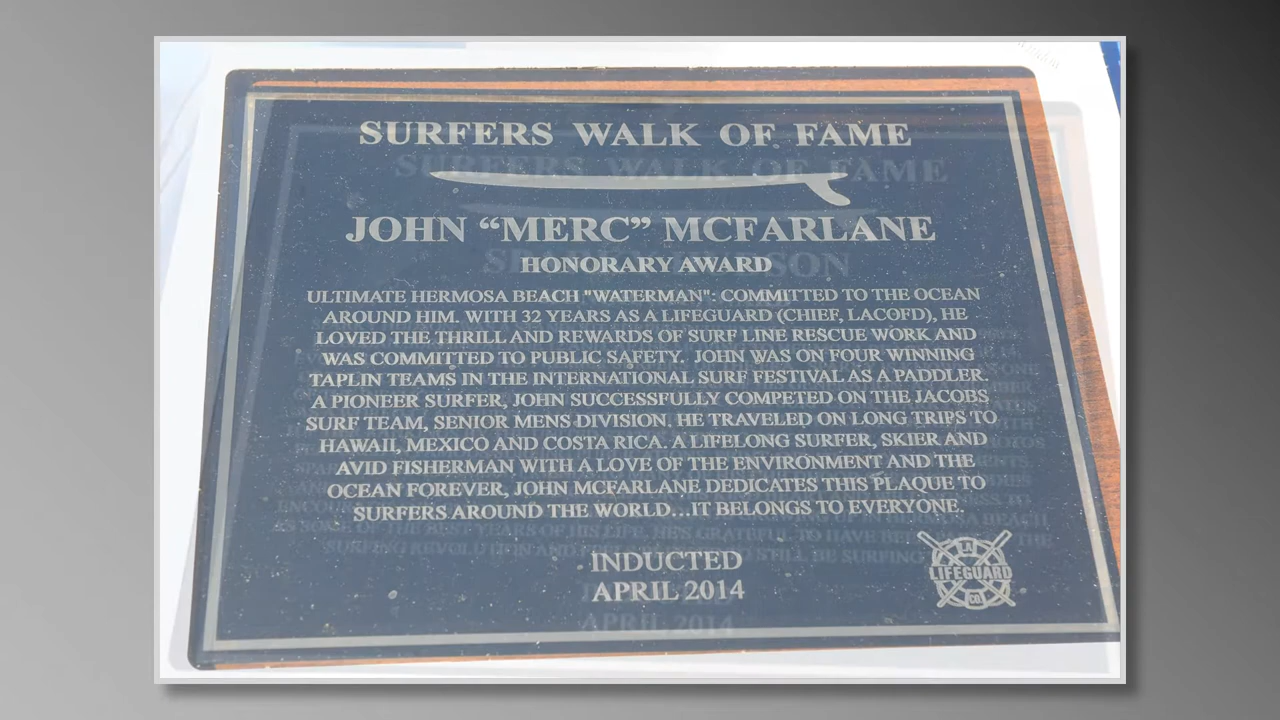 SURFERS WALK OF FAME
JOHN “MERC” MCFARLANE
HONORARY AWARD
ULTIMATE HERMOSA BEACH "WATERMAN": COMMITTED TO THE OCEAN
AROUND HIM. WITH 32 YEARS AS A LIFEGUARD (CHIEF, LACOFD), HE
LOVED THE THRILL AND REWARDS OF SURF LINE RESCUE WORK AND
WAS COMMITTED TO PUBLIC SAFETY. JOHN WAS ON FOUR WINNING
TAPLIN TEAMS IN THE INTERNATIONAL SURF FESTIVAL AS A PADDLER.
A PIONEER SURFER, JOHN SUCCESSFULLY COMPETED ON THE JACOBS
SURF TEAM, SENIOR MENS DIVISION. HE TRAVELED ON LONG TRIPS TO
HAWAII, MEXICO AND COSTA RICA. A LIFELONG SURFER, SKIER AND
AVID FISHERMAN WITH A LOVE OF THE ENVIRONMENT AND THE
OCEAN FOREVER, JOHN MCFARLANE DEDICATES THIS PLAQUE TO
SURFERS AROUND THE WORLD...IT BELONGS TO EVERYONE.
INDUCTED
APRIL 2014
LA
LIFEGUARD
CO